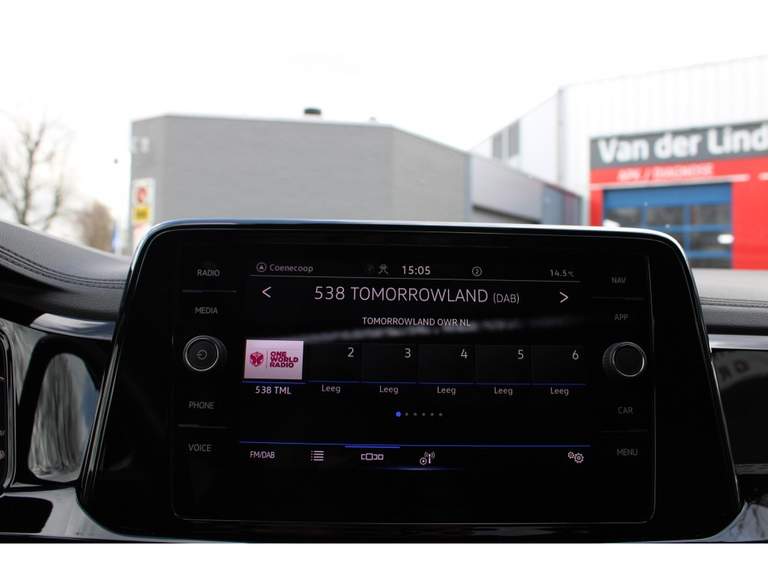 Van der Lind
APK / DIAGNOSE
RADIO
MEDIA
PHONE
VOICE
Coenecoop
15:05
14.5°C
< 538 TOMORROWLAND (DAB) >
TOMORROWLAND OWR NL
ONE
WORLD
RADIO
2 3 4 5 6
538 TML Leeg Leeg Leeg Leeg Leeg
FM/DAB
NAV
APP
CAR
MENU